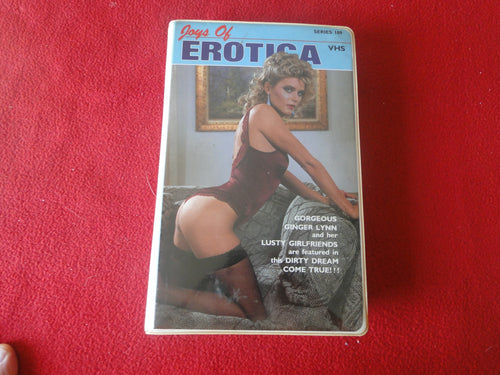 Joys Of
SERIES 189
EROTICA
VHS
GORGEOUS
GINGER LYNN
and her
LUSTY GIRLFRIENDS
are featured in
this DIRTY DREAM
COME TRUE!!!